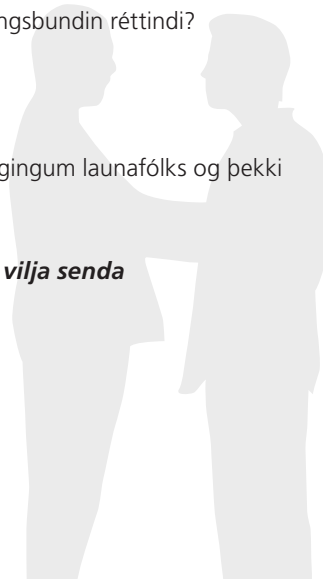 ngsbundin réttindi?
gingum launafólks og þekki
vilja senda